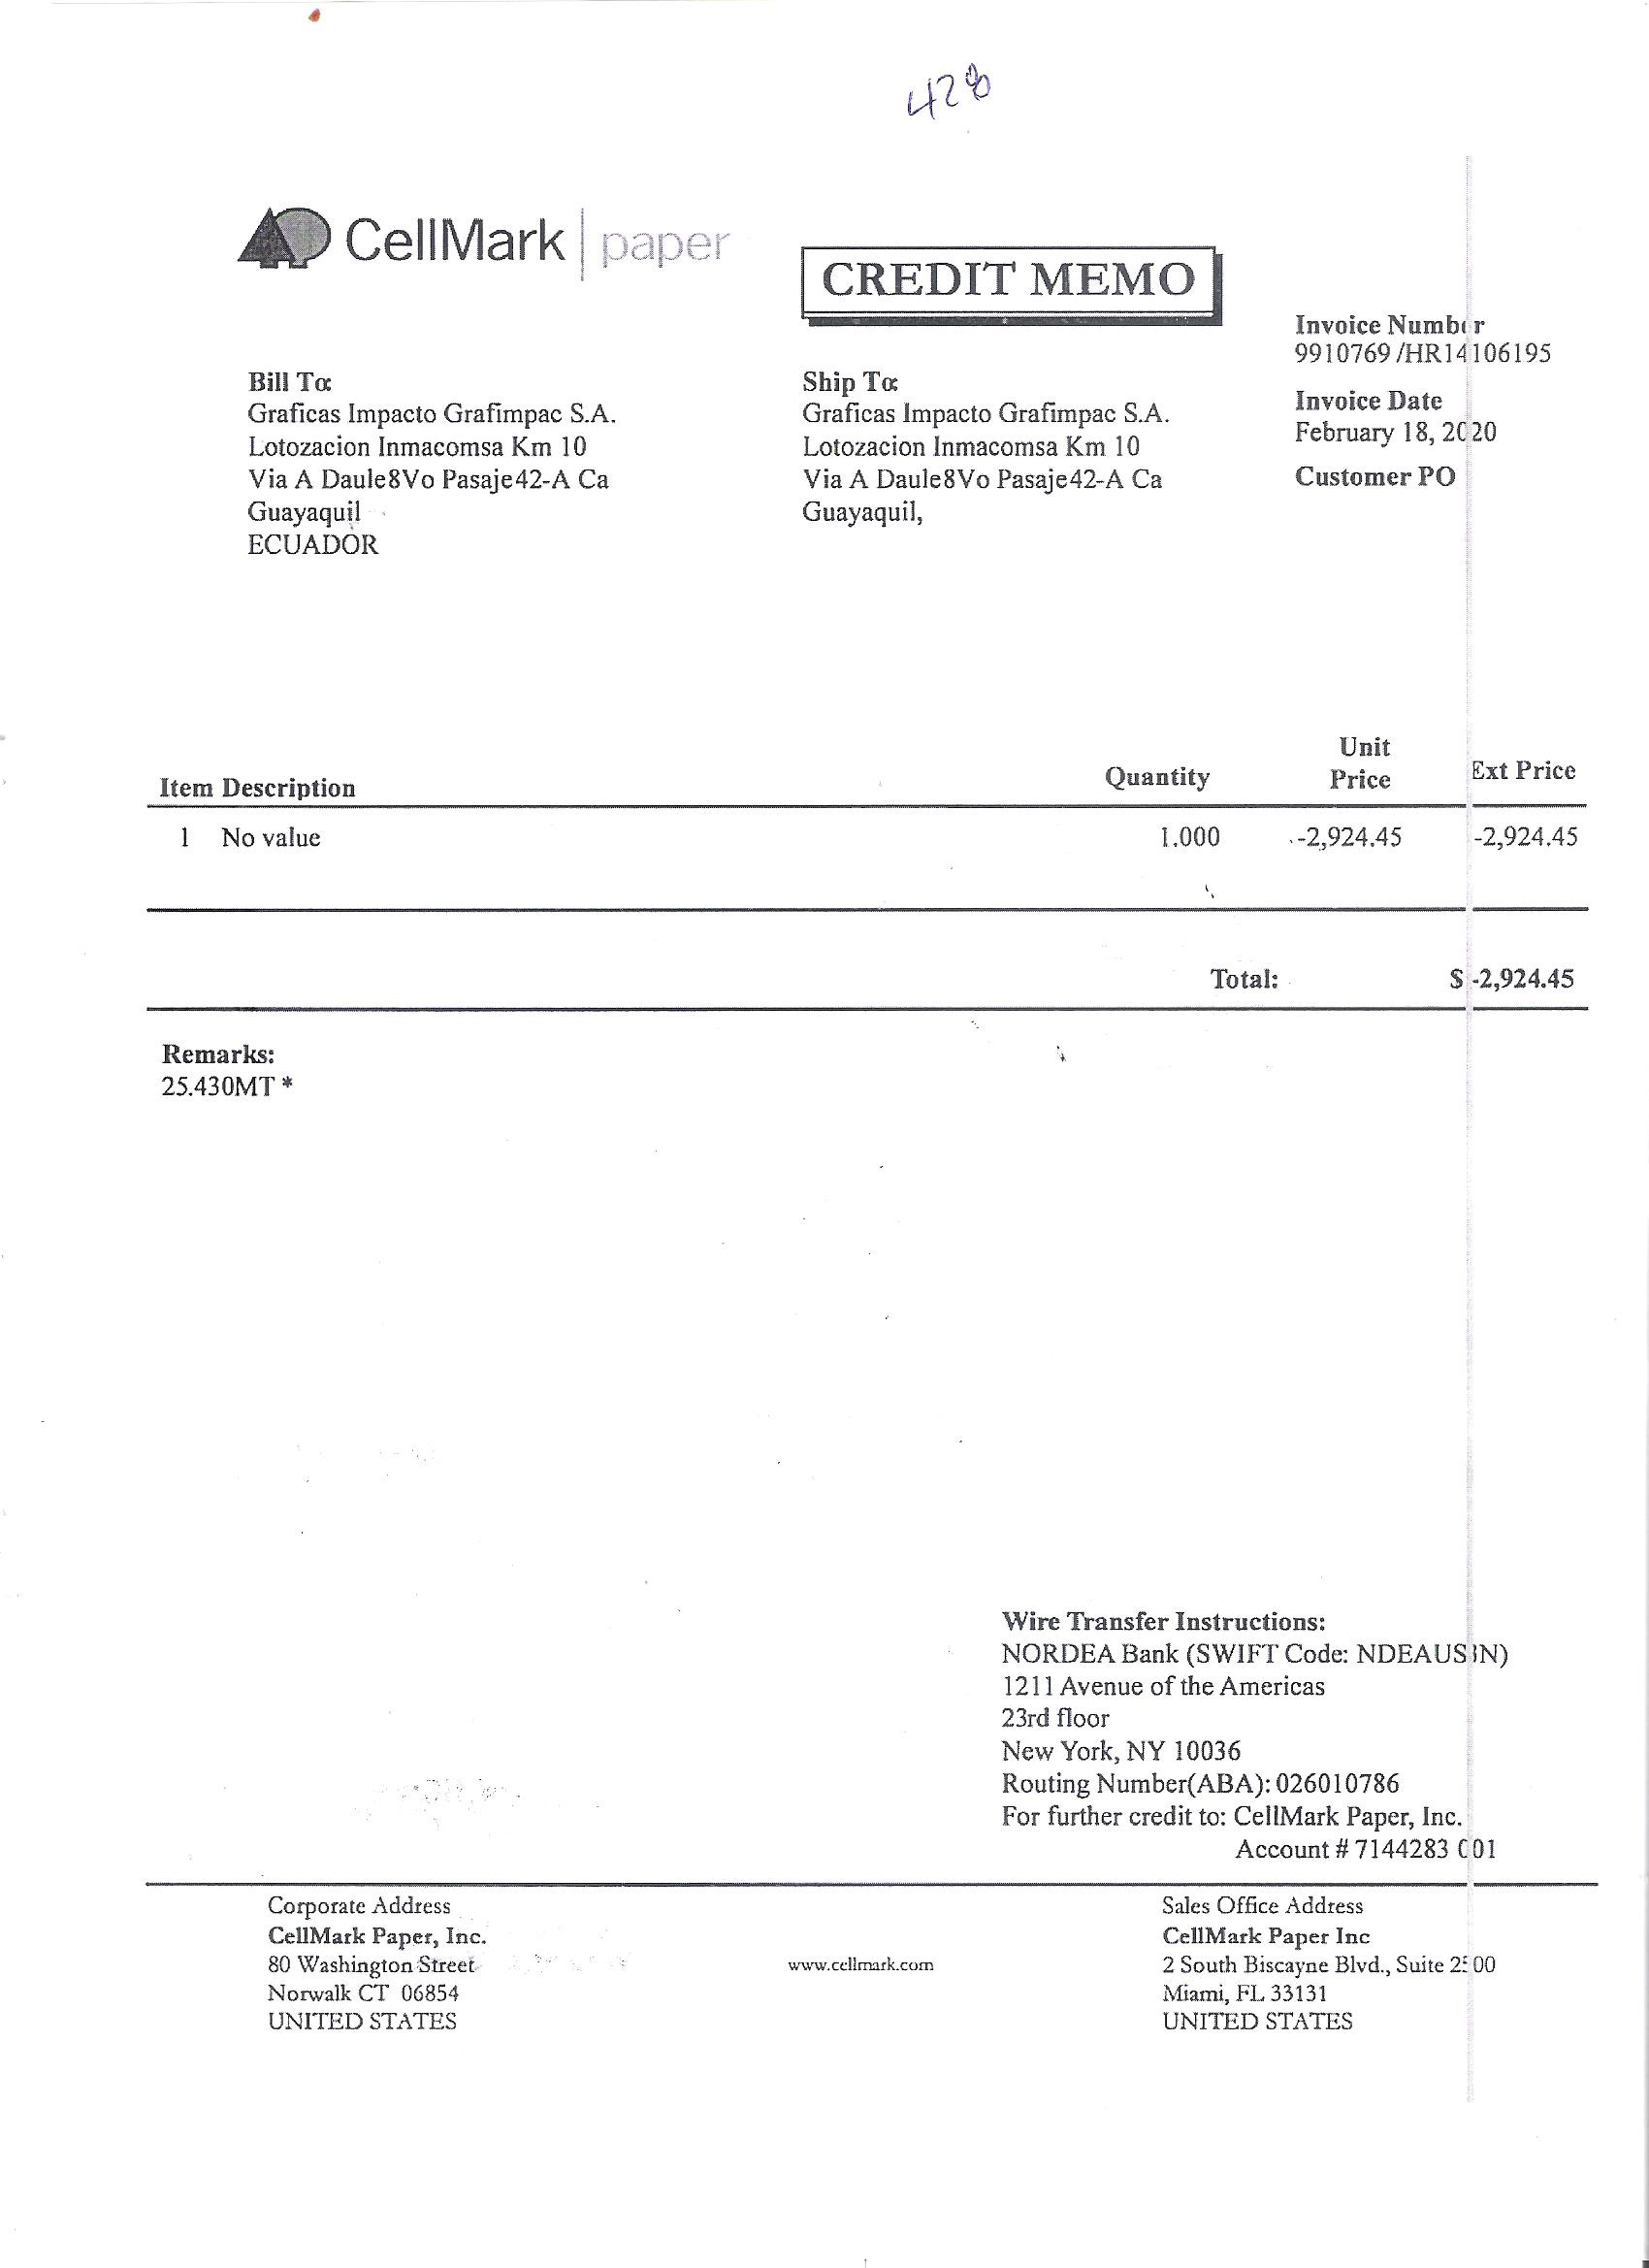 428
CellMark | paper
CREDIT MEMO
Invoice Number
9910769 /HR14106195
Invoice Date
February 18, 2020
Customer PO
Bill To:
Graficas Impacto Grafimpac S.A.
Lotozacion Inmacomsa Km 10
Via A Daule8Vo Pasaje42-A Ca
Guayaquil
ECUADOR
Ship To:
Graficas Impacto Grafimpac S.A.
Lotozacion Inmacomsa Km 10
Via A Daule8Vo Pasaje42-A Ca
Guayaquil,
Item Description Quantity Unit Price Ext Price
1 No value 1.000 -2,924.45 -2,924.45
Total: $ -2,924.45
Remarks:
25.430MT *
Wire Transfer Instructions:
NORDEA Bank (SWIFT Code: NDEAUS3N)
1211 Avenue of the Americas
23rd floor
New York, NY 10036
Routing Number(ABA): 026010786
For further credit to: CellMark Paper, Inc.
Account # 7144283 001
Corporate Address
CellMark Paper, Inc.
80 Washington Street
Norwalk CT 06854
UNITED STATES
www.cellmark.com
Sales Office Address
CellMark Paper Inc
2 South Biscayne Blvd., Suite
Miami, FL 33131
UNITED STATES